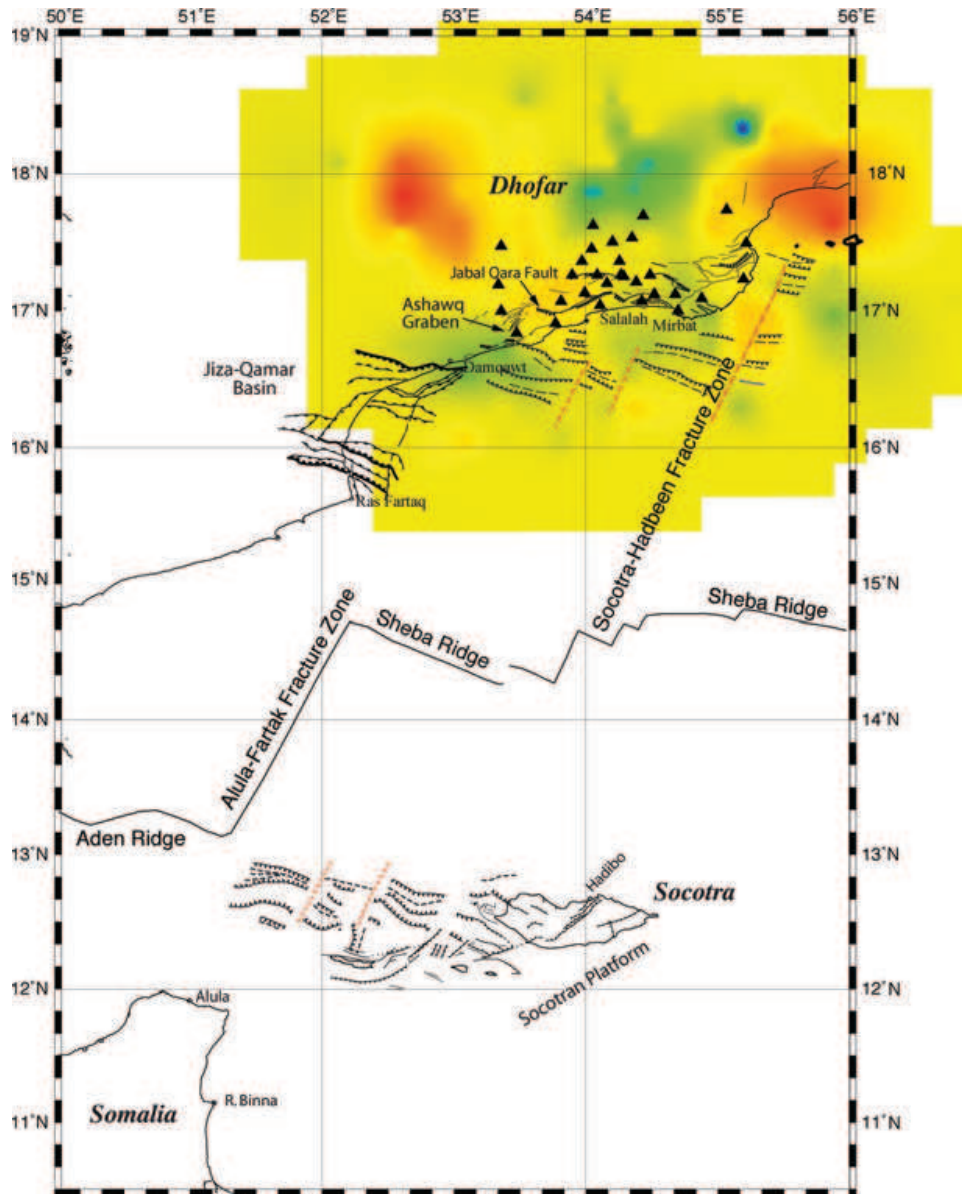 50˚E 51˚E 52˚E 53˚E 54˚E 55˚E 56˚E
19˚N
18˚N 18˚N
Dhofar
Jabal Qara Fault
17˚N 17˚N
Ashawq
Graben
Salalah
Mirbat
Damqawt
Jiza-Qamar
Basin
16˚N 16˚N
Ras Fartaq
Socotra-Hadbeen Fracture Zone
15˚N 15˚N
Sheba Ridge
Sheba Ridge
Alula-Fartak Fracture Zone
14˚N 14˚N
Aden Ridge
13˚N 13˚N
Hadibo
Socotra
Socotran Platform
12˚N 12˚N
Alula
R. Binna
Somalia
11˚N 11˚N